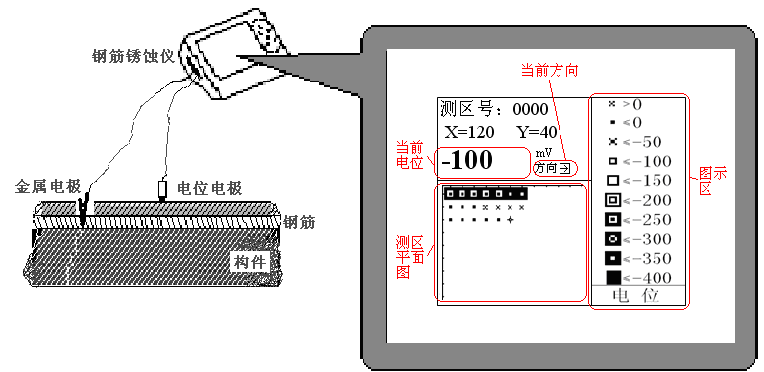 钢筋锈蚀仪
金属电极
电位电极
钢筋
构件
当前方向
测区号：0000
X=120 Y=40
当前
电位
-100
mV
方向
测区
平面
图
>0
≤0
≤-50
≤-100
≤-150
≤-200
≤-250
≤-300
≤-350
≤-400
电 位
图示
区